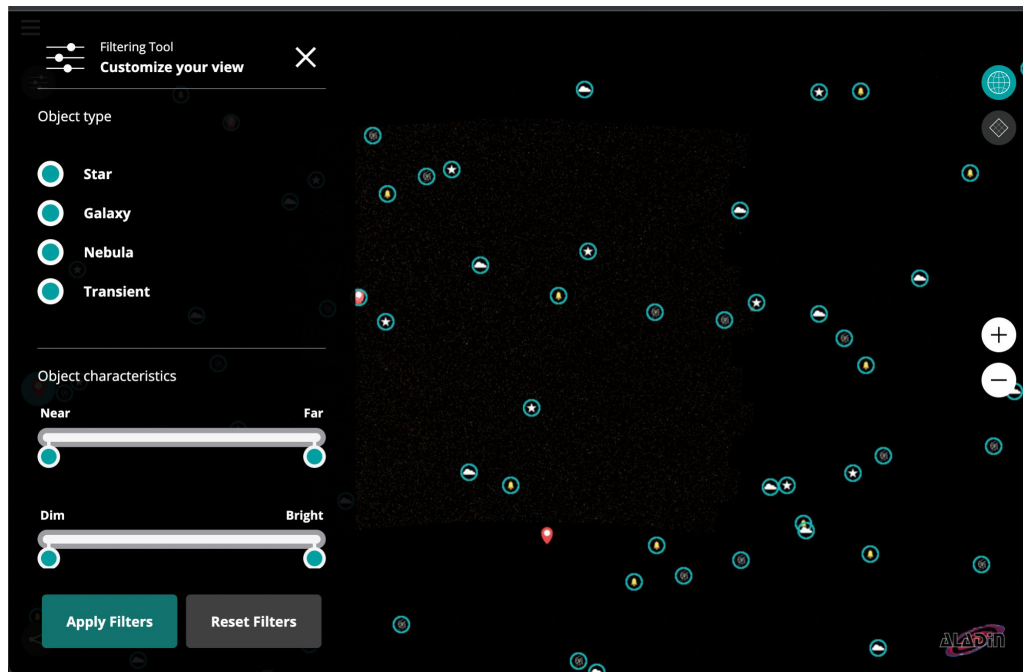 Filtering Tool
Customize your view
Object type
Star
Galaxy
Nebula
Transient
Object characteristics
Near Far
Dim Bright
Apply Filters Reset Filters
ALADiN